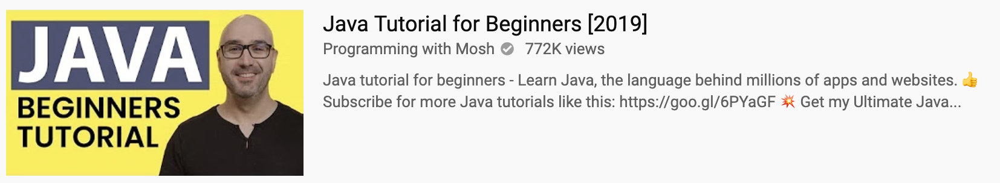 JAVA
BEGINNERS
TUTORIAL
Java Tutorial for Beginners [2019]
Programming with Mosh 772K views
Java tutorial for beginners - Learn Java, the language behind millions of apps and websites. 👍
Subscribe for more Java tutorials like this: https://goo.gl/6PYaGF 💥 Get my Ultimate Java...